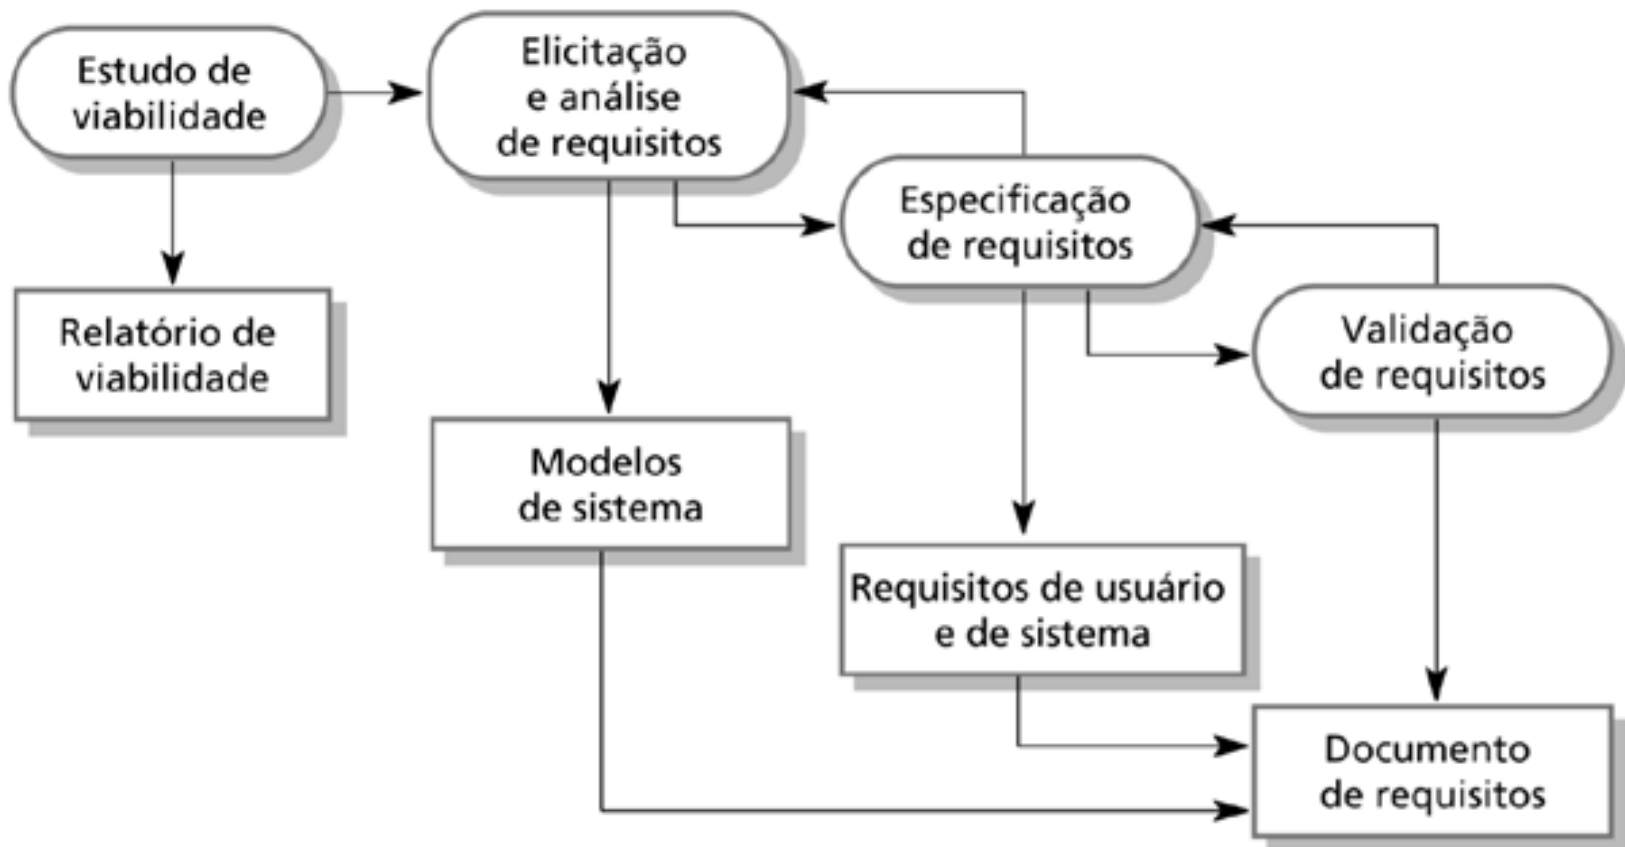 Estudo de
viabilidade
Elicitação
e análise
de requisitos
Especificação
de requisitos
Validação
de requisitos
Relatório de
viabilidade
Modelos
de sistema
Requisitos de usuário
e de sistema
Documento
de requisitos